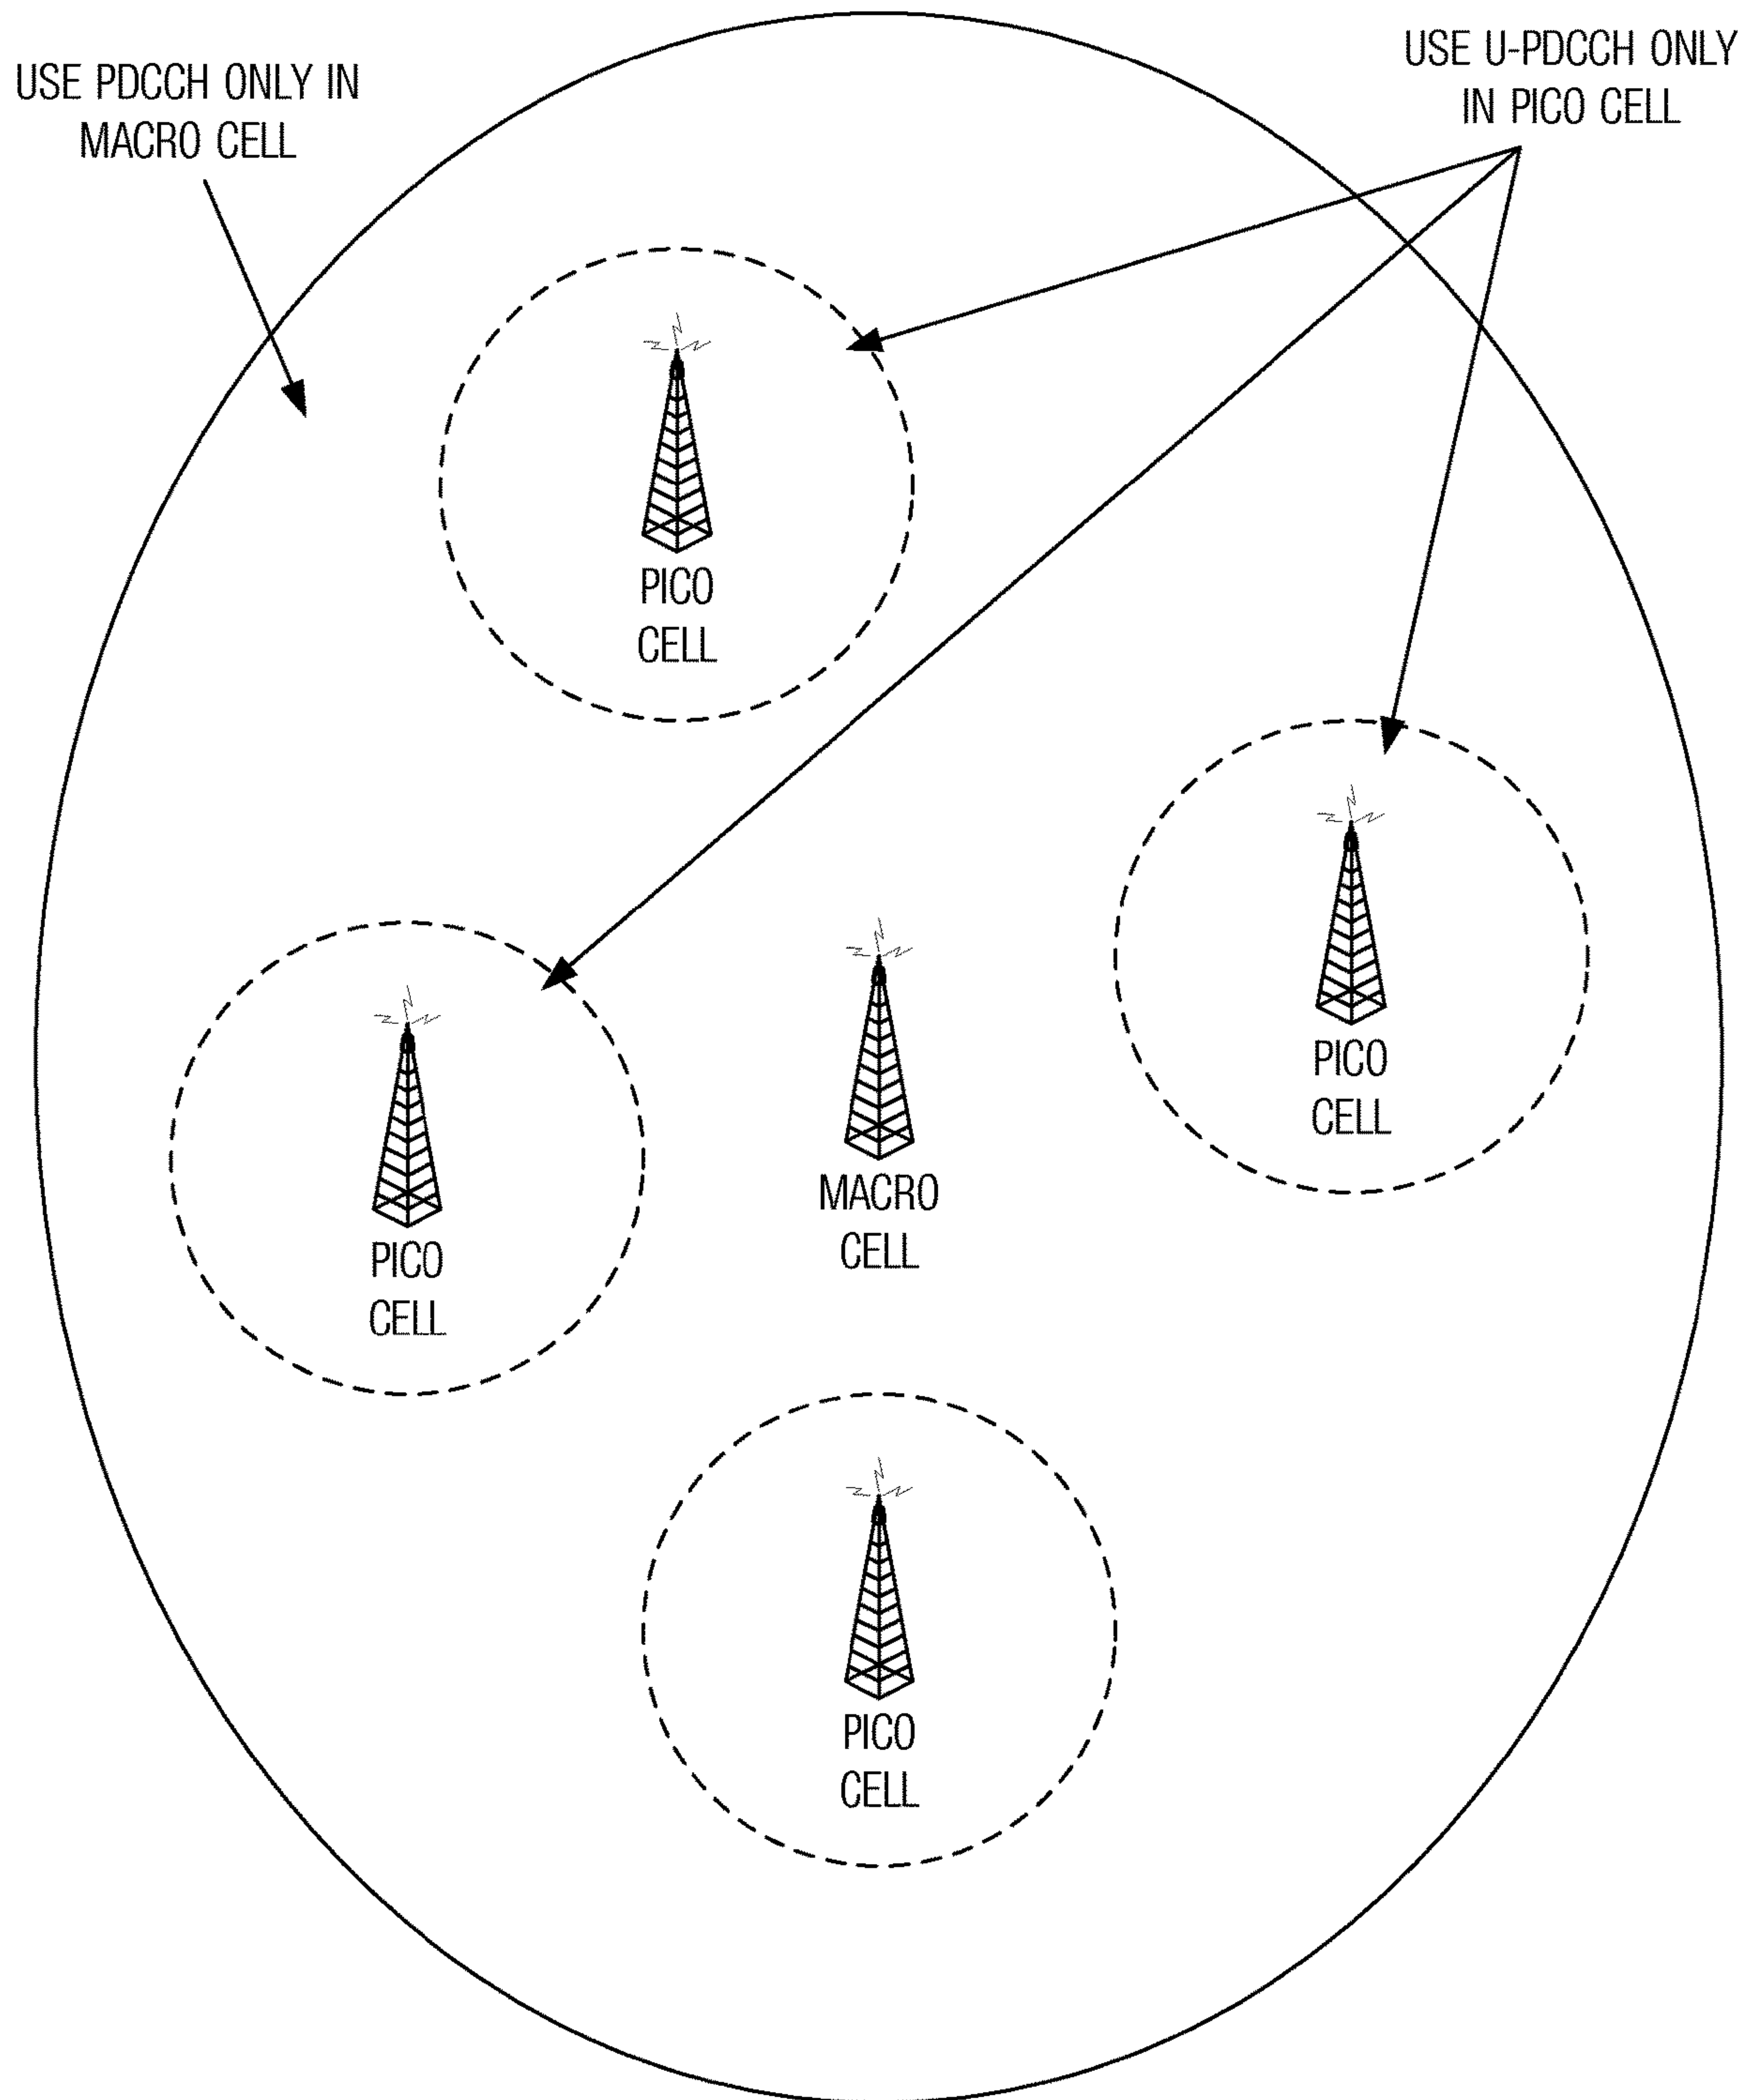 USE PDCCH ONLY IN
MACRO CELL
USE U-PDCCH ONLY
IN PICO CELL
PICO
CELL
PICO
CELL
MACRO
CELL
PICO
CELL
PICO
CELL